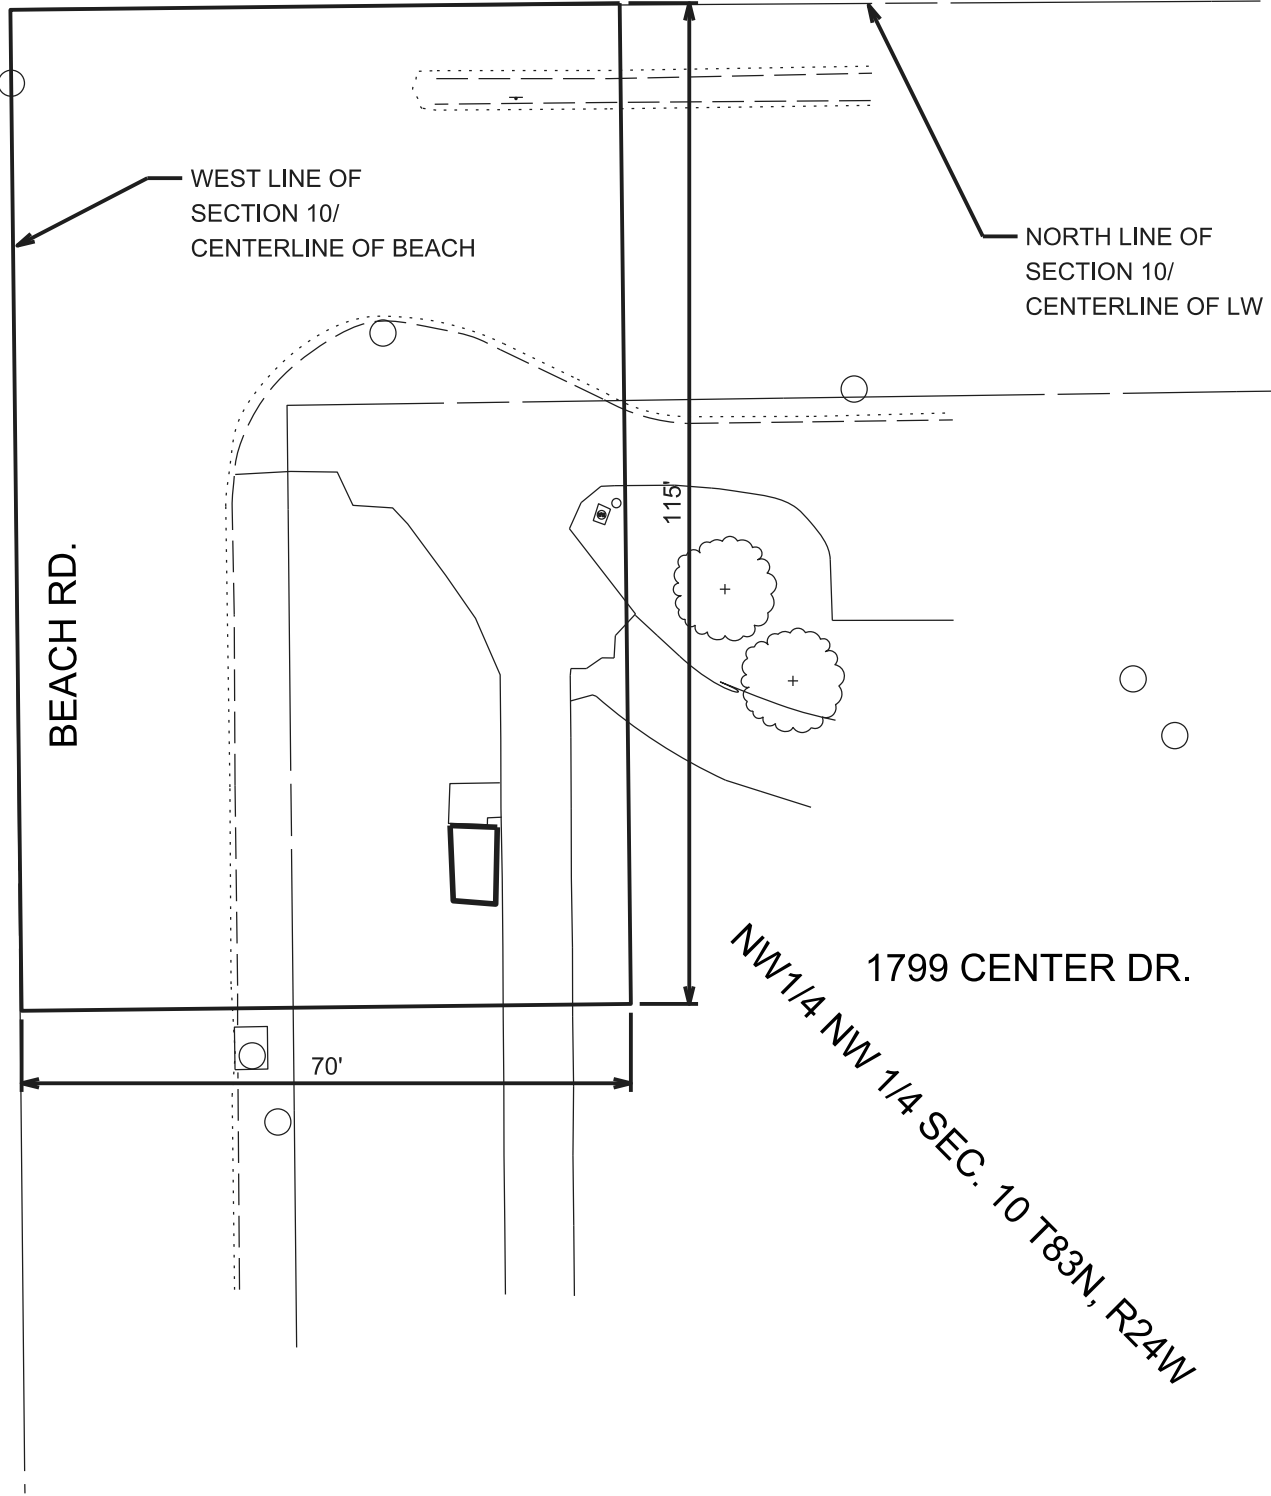 WEST LINE OF
SECTION 10/
CENTERLINE OF BEACH
NORTH LINE OF
SECTION 10/
CENTERLINE OF LW
115'
BEACH RD.
1799 CENTER DR.
NW1/4 NW 1/4 SEC. 10 T83N, R24W
70'